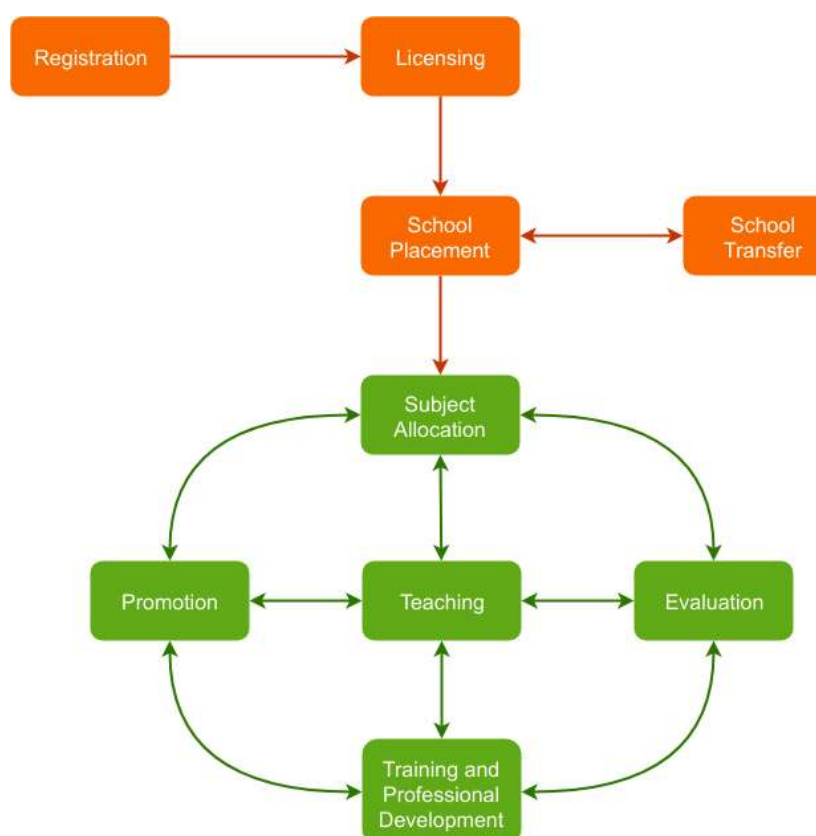 Registration
Licensing
School
Placement
School
Transfer
Subject
Allocation
Promotion
Teaching
Evaluation
Training and
Professional
Development